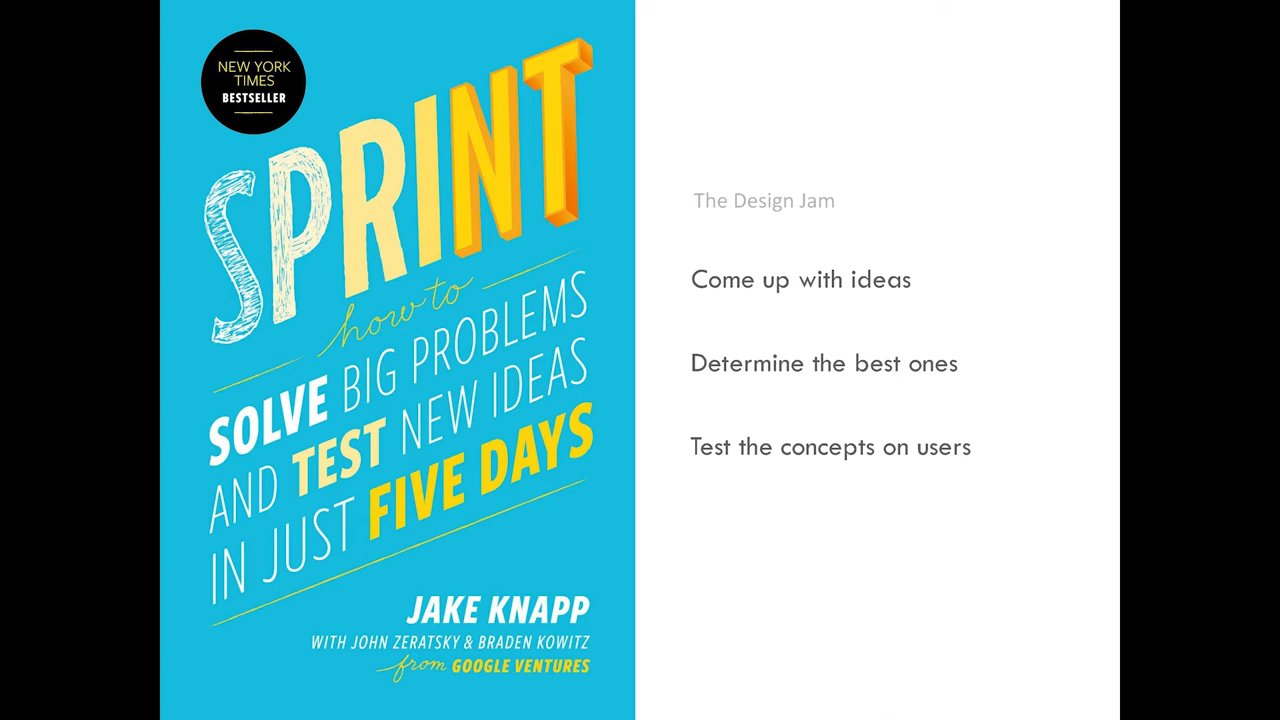 NEW YORK
TIMES
BESTSELLER
SPRINT
how to
SOLVE BIG PROBLEMS
AND TEST NEW IDEAS
IN JUST FIVE DAYS
JAKE KNAPP
WITH JOHN ZERATSKY & BRADEN KOWITZ
from GOOGLE VENTURES
The Design Jam
Come up with ideas
Determine the best ones
Test the concepts on users